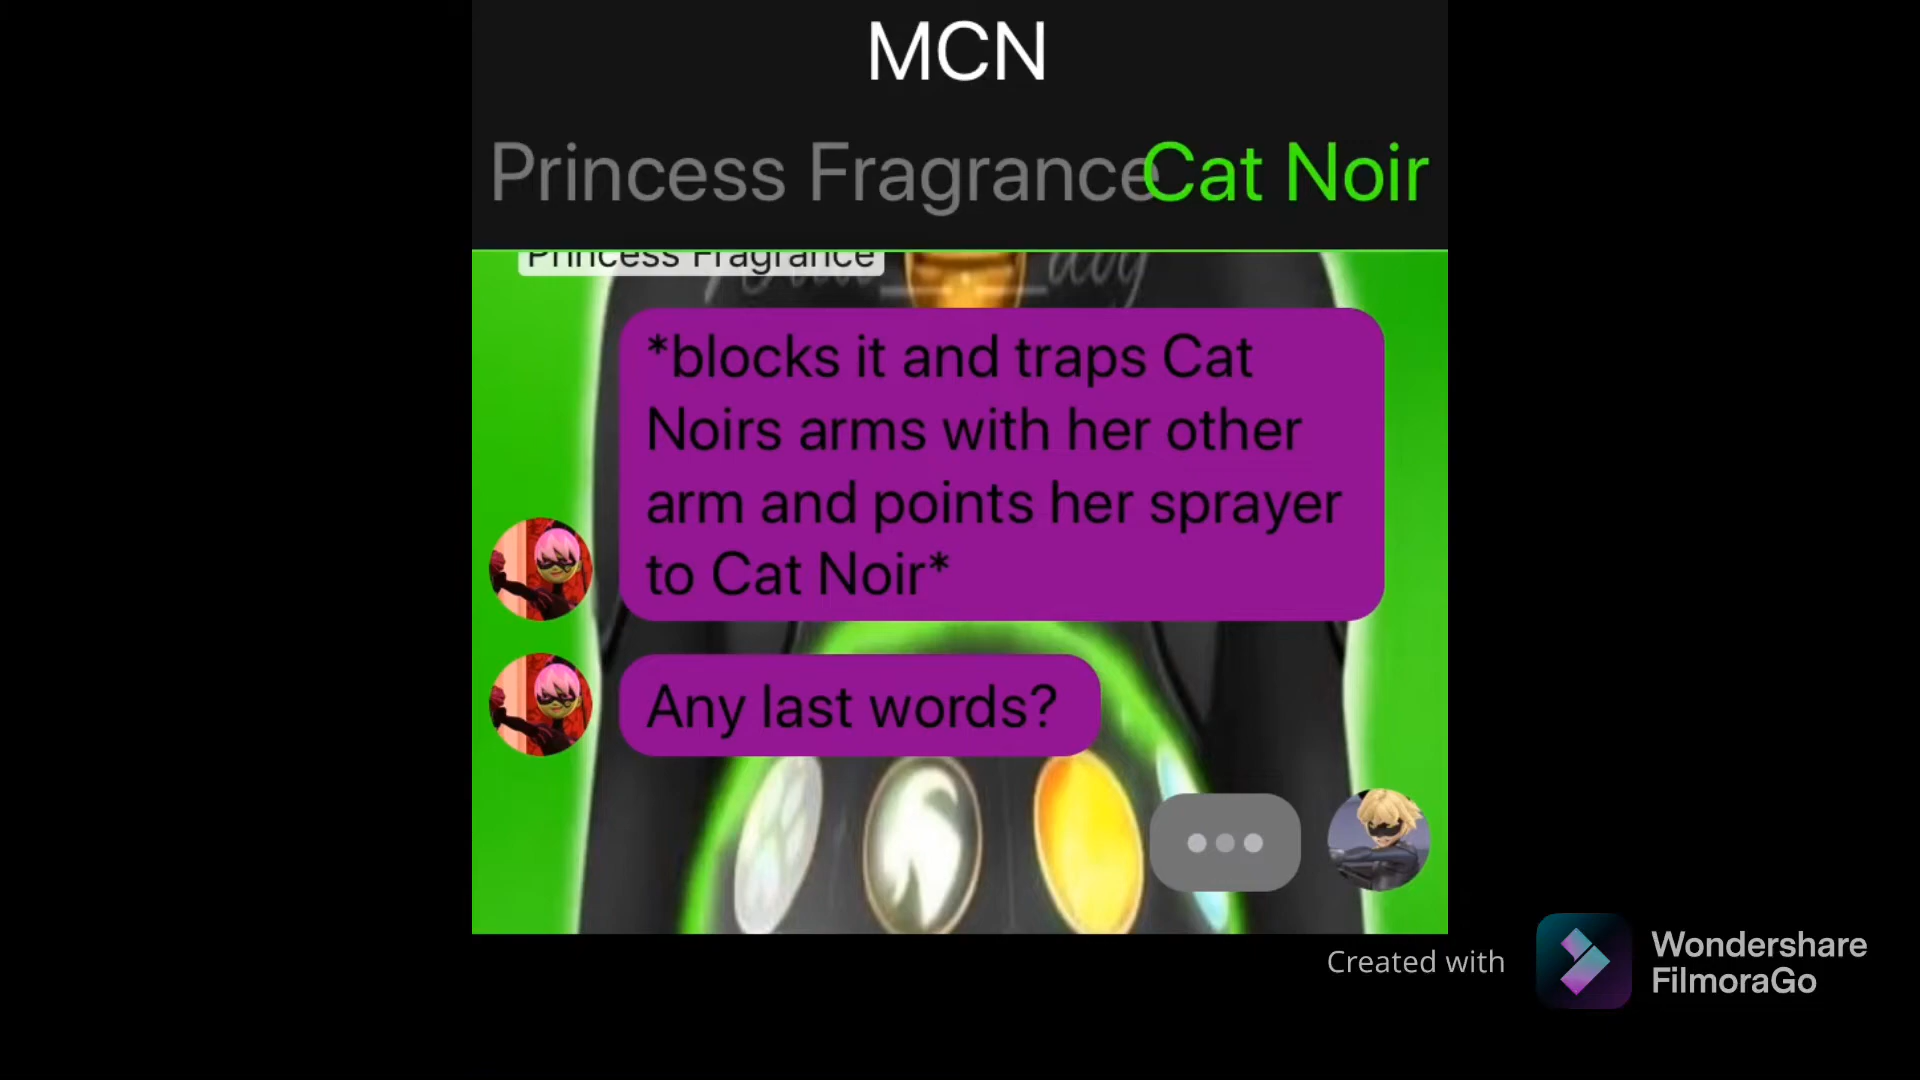 MCN
Princess Fragrance Cat Noir
Princess Fragrance
*blocks it and traps Cat
Noirs arms with her other
arm and points her sprayer
to Cat Noir*
Any last words?
Created with
Wondershare
FilmoraGo